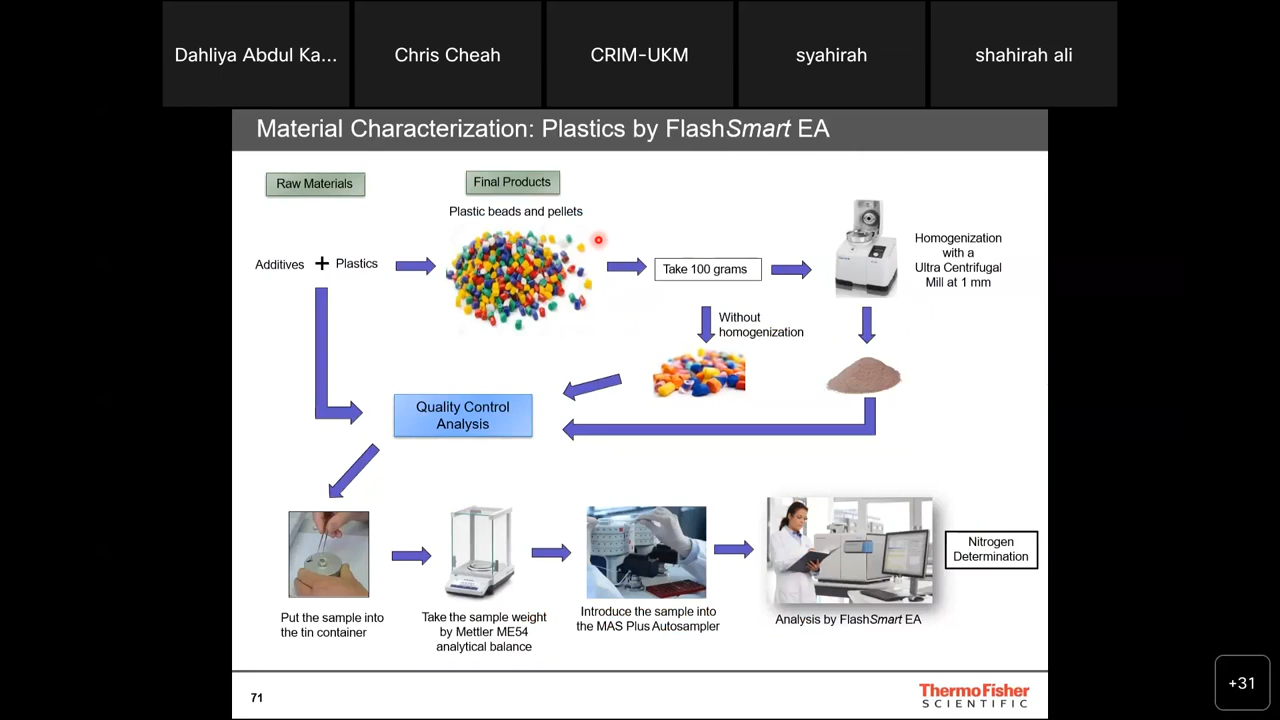 Dahliya Abdul Ka...
Chris Cheah
CRIM-UKM
syahirah
shahirah ali
Material Characterization: Plastics by FlashSmart EA
Raw Materials
Final Products
Plastic beads and pellets
Additives + Plastics
Take 100 grams
Homogenization
with a
Ultra Centrifugal
Mill at 1 mm
Without
homogenization
Quality Control
Analysis
Put the sample into
the tin container
Take the sample weight
by Mettler ME54
analytical balance
Introduce the sample into
the MAS Plus Autosampler
Analysis by FlashSmart EA
Nitrogen
Determination
71
ThermoFisher
SCIENTIFIC
+31